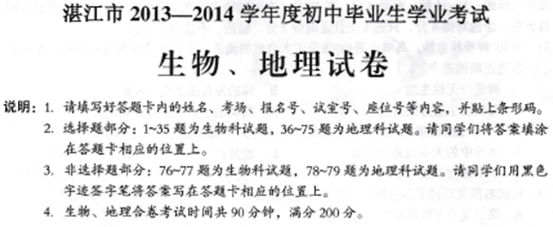 湛江市 2013—2014 学年度初中毕业生学业考试
生物、地理试卷
说明：1. 请填写好答题卡内的姓名、考场、报名号、试室号、座位号等内容，并贴上条形码。
2. 选择题部分：1~35 题为生物科试题，36~75 题为地理科试题。请同学们将答案填涂
在答题卡相应的位置上。
3. 非选择题部分：76~77 题为生物科试题，78~79 题为地理科试题。请同学们用黑色
字迹签字笔将答案写在答题卡相应的位置上。
4. 生物、地理合卷考试时间共 90 分钟，满分 200 分。